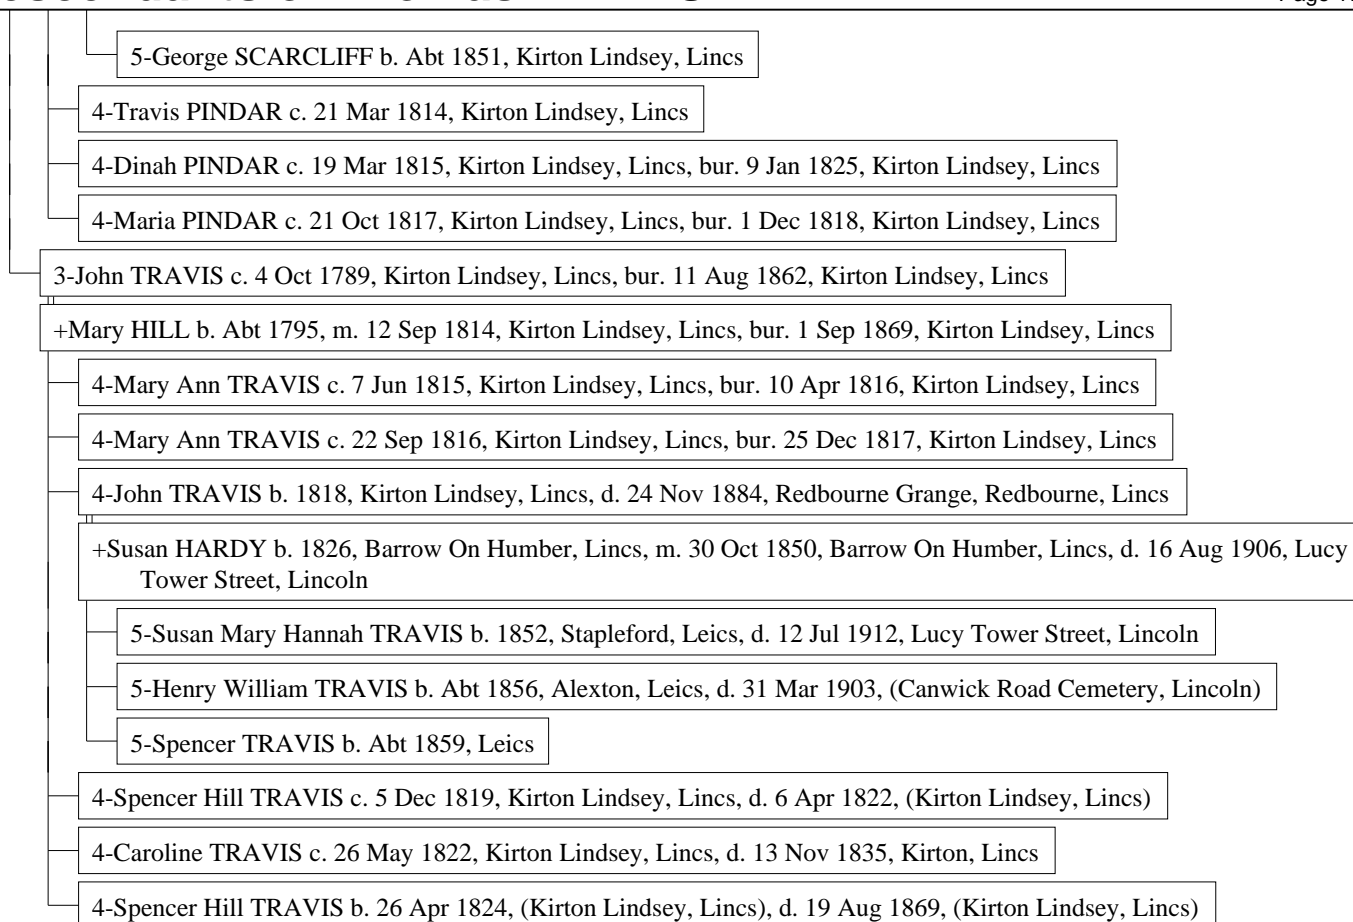 5-George SCARCLIFF b. Abt 1851, Kirton Lindsey, Lincs
4-Travis PINDAR c. 21 Mar 1814, Kirton Lindsey, Lincs
4-Dinah PINDAR c. 19 Mar 1815, Kirton Lindsey, Lincs, bur. 9 Jan 1825, Kirton Lindsey, Lincs
4-Maria PINDAR c. 21 Oct 1817, Kirton Lindsey, Lincs, bur. 1 Dec 1818, Kirton Lindsey, Lincs
3-John TRAVIS c. 4 Oct 1789, Kirton Lindsey, Lincs, bur. 11 Aug 1862, Kirton Lindsey, Lincs
+Mary HILL b. Abt 1795, m. 12 Sep 1814, Kirton Lindsey, Lincs, bur. 1 Sep 1869, Kirton Lindsey, Lincs
4-Mary Ann TRAVIS c. 7 Jun 1815, Kirton Lindsey, Lincs, bur. 10 Apr 1816, Kirton Lindsey, Lincs
4-Mary Ann TRAVIS c. 22 Sep 1816, Kirton Lindsey, Lincs, bur. 25 Dec 1817, Kirton Lindsey, Lincs
4-John TRAVIS b. 1818, Kirton Lindsey, Lincs, d. 24 Nov 1884, Redbourne Grange, Redbourne, Lincs
+Susan HARDY b. 1826, Barrow On Humber, Lincs, m. 30 Oct 1850, Barrow On Humber, Lincs, d. 16 Aug 1906, Lucy
Tower Street, Lincoln
5-Susan Mary Hannah TRAVIS b. 1852, Stapleford, Leics, d. 12 Jul 1912, Lucy Tower Street, Lincoln
5-Henry William TRAVIS b. Abt 1856, Alexton, Leics, d. 31 Mar 1903, (Canwick Road Cemetery, Lincoln)
5-Spencer TRAVIS b. Abt 1859, Leics
4-Spencer Hill TRAVIS c. 5 Dec 1819, Kirton Lindsey, Lincs, d. 6 Apr 1822, (Kirton Lindsey, Lincs)
4-Caroline TRAVIS c. 26 May 1822, Kirton Lindsey, Lincs, d. 13 Nov 1835, Kirton, Lincs
4-Spencer Hill TRAVIS b. 26 Apr 1824, (Kirton Lindsey, Lincs), d. 19 Aug 1869, (Kirton Lindsey, Lincs)